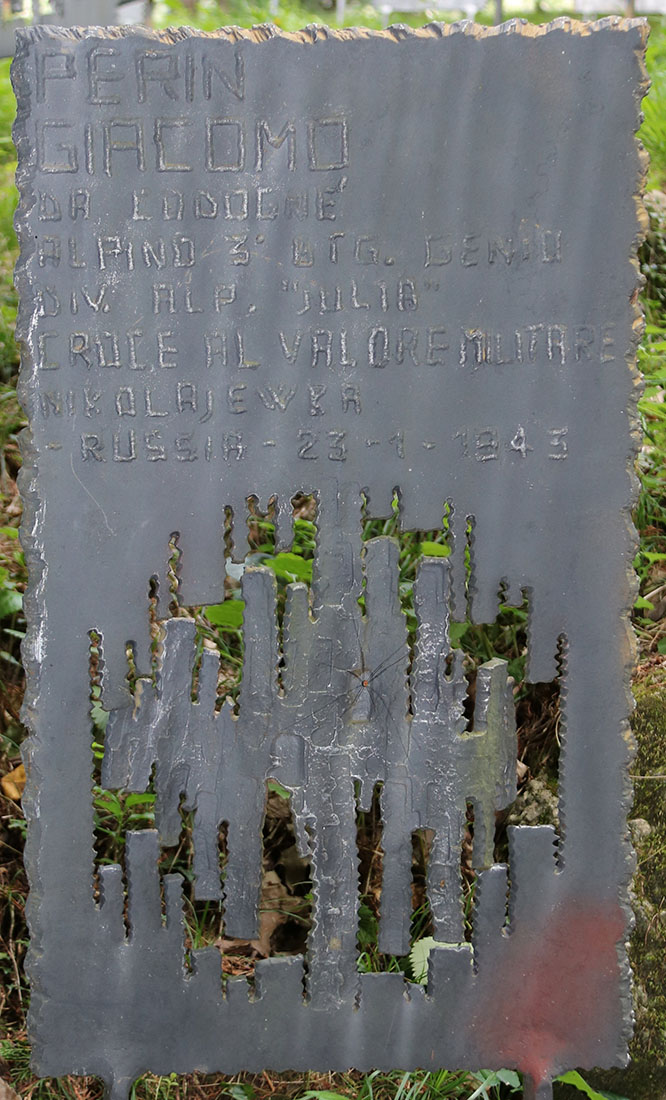 PERIN
GIACOMO
DA CODOGNE'
ALPINO 3° BTG. GENIO
DIV. ALP. "JULIA"
CROCE AL VALORE MILITARE
NIKOLAJEWKA
- RUSSIA - 23 - 1 - 1943